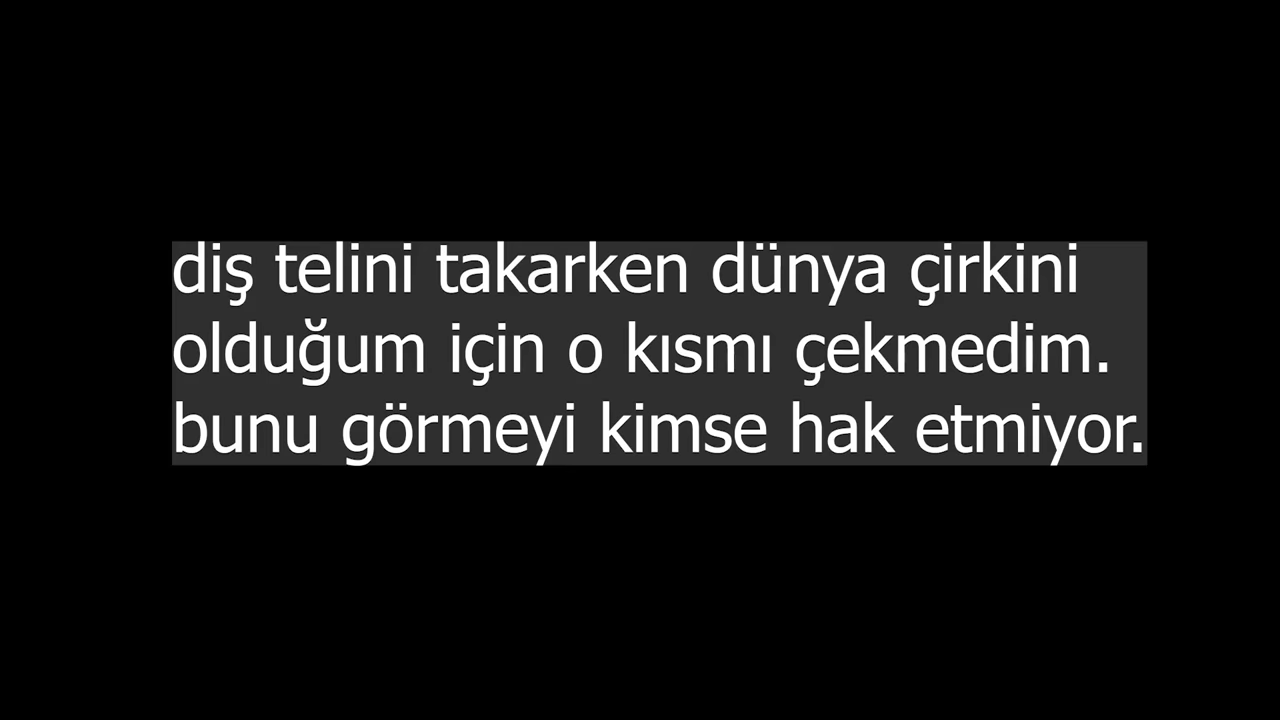 diş telini takarken dünya çirkini
olduğum için o kısmı çekmedim.
bunu görmeyi kimse hak etmiyor.